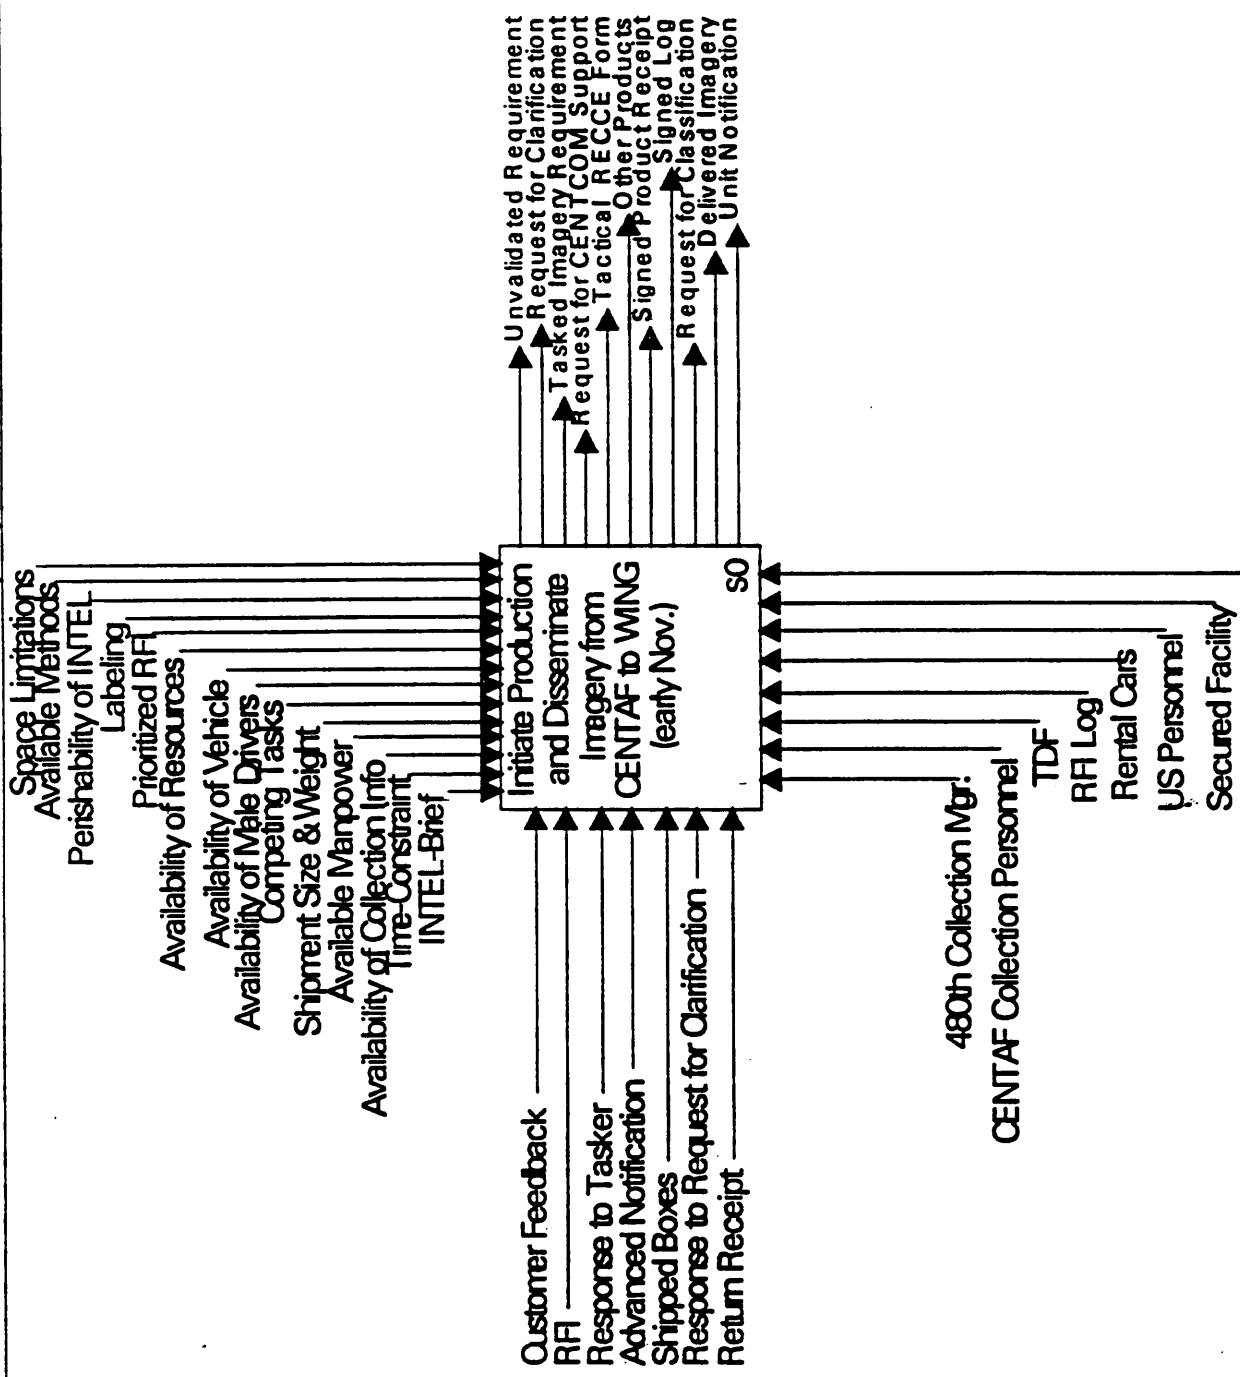 Space Limitations
Available Methods
Perishability of INTEL
Labeling
Prioritized RFI
Availability of Resources
Availability of Vehicle
Availability of Male Drivers
Competing Tasks
Shipment Size & Weight
Available Manpower
Availability of Collection Info
Time-Constraint
INTEL-Brief
Customer Feedback
RFI
Response to Tasker
Advanced Notification
Shipped Boxes
Response to Request for Clarification
Return Receipt
Initiate Production
and Disseminate
Imagery from
CENTAF to WING
(early Nov.)
S0
Unvalidated Requirement
Request for Clarification
Tasked Imagery Requirement
Request for CENTCOM Support
Tactical RECCE Form
Other Products
Signed Product Receipt
Signed Log
Request for Classification
Delivered Imagery
Unit Notification
480th Collection Mgr.
CENTAF Collection Personnel
TDF
RFI Log
Rental Cars
US Personnel
Secured Facility